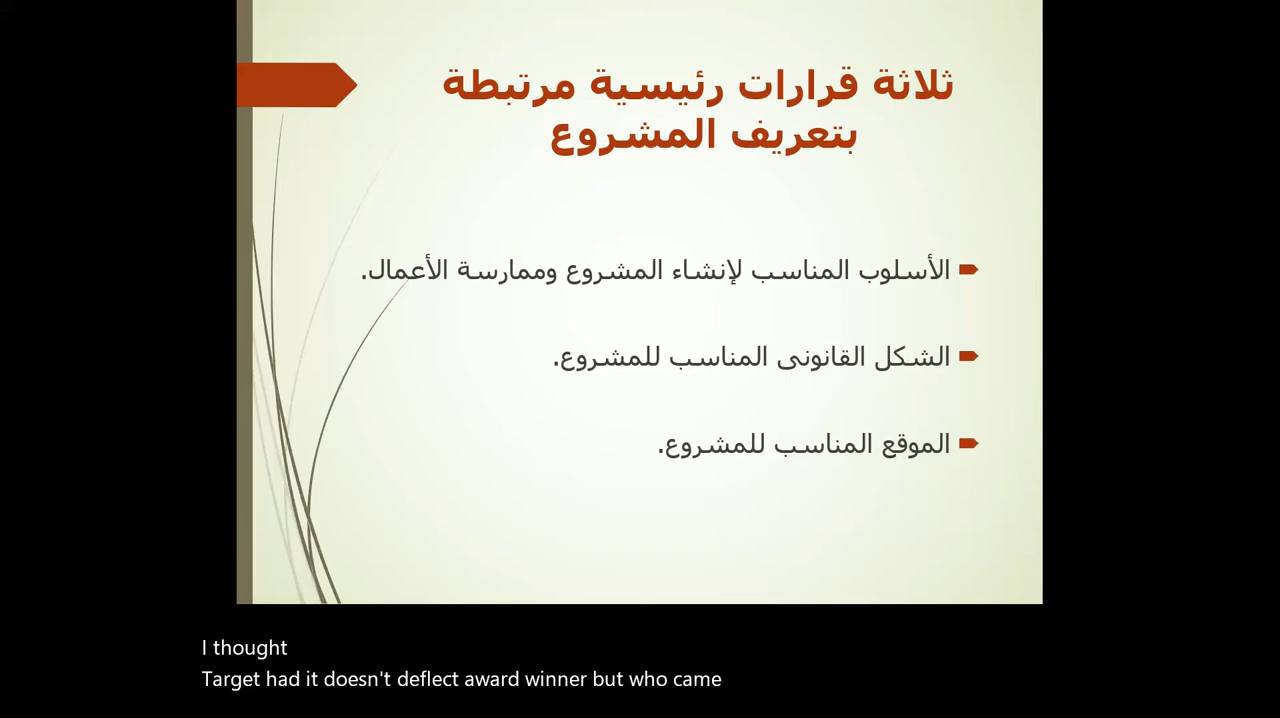 ثلاثة قرارات رئيسية مرتبطة
بتعريف المشروع
الأسلوب المناسب لإنشاء المشروع وممارسة الأعمال.
الشكل القانونى المناسب للمشروع.
الموقع المناسب للمشروع.
I thought
Target had it doesn't deflect award winner but who came